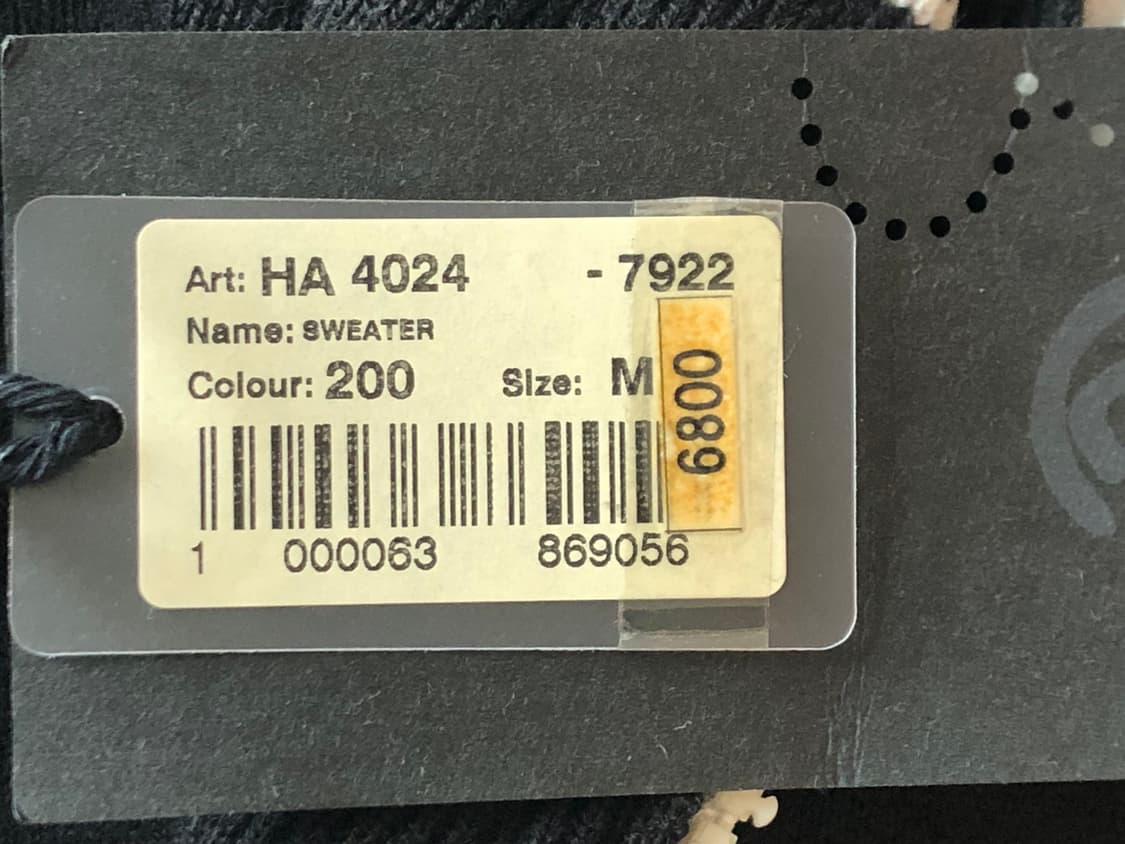 Art: HA 4024 - 7922
Name: SWEATER
Colour: 200 Size: M
6800
1 000063 869056